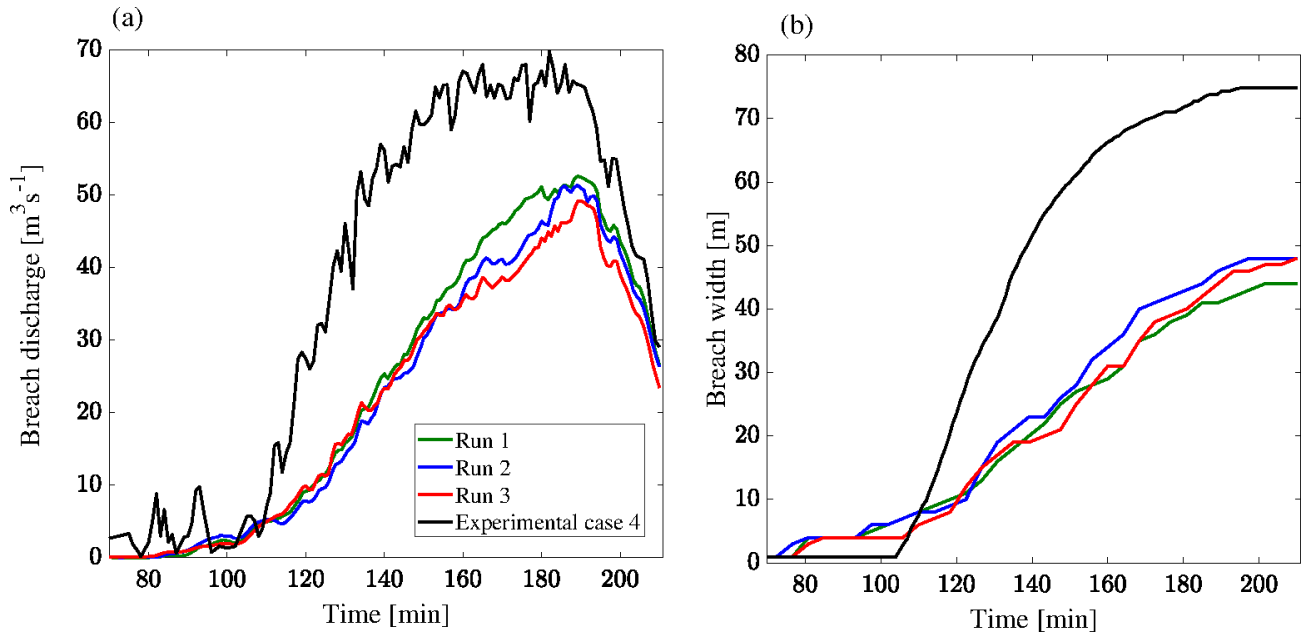 (a)
70
60
50
40
30
20
10
0
80 100 120 140 160 180 200
Time [min]
Breach discharge [m³ s⁻¹]
Run 1
Run 2
Run 3
Experimental case 4
(b)
80
70
60
50
40
30
20
10
0
80 100 120 140 160 180 200
Time [min]
Breach width [m]